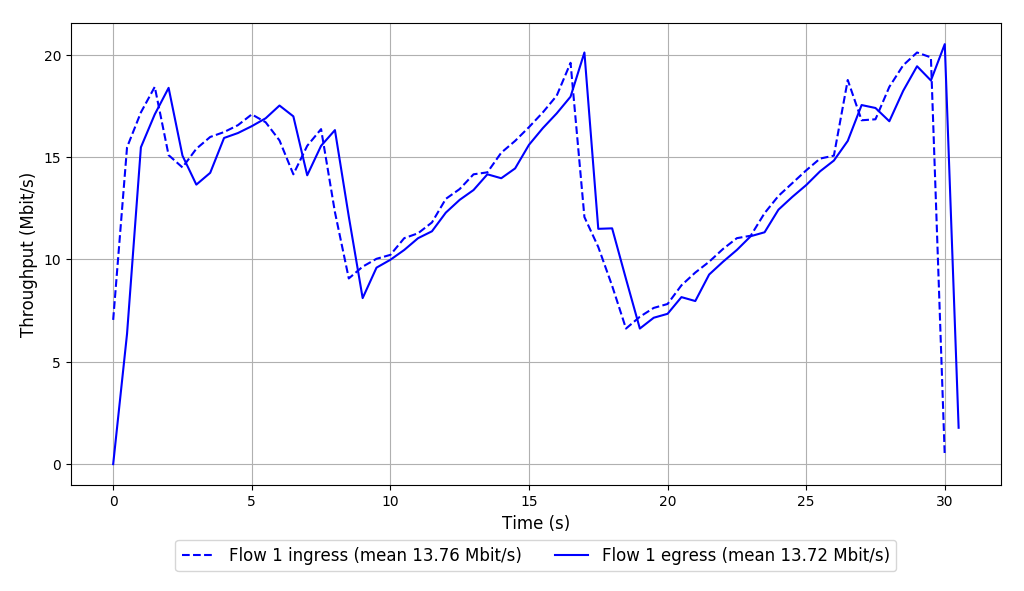 20
15
10
5
0
Throughput (Mbit/s)
0 5 10 15 20 25 30
Time (s)
Flow 1 ingress (mean 13.76 Mbit/s) Flow 1 egress (mean 13.72 Mbit/s)